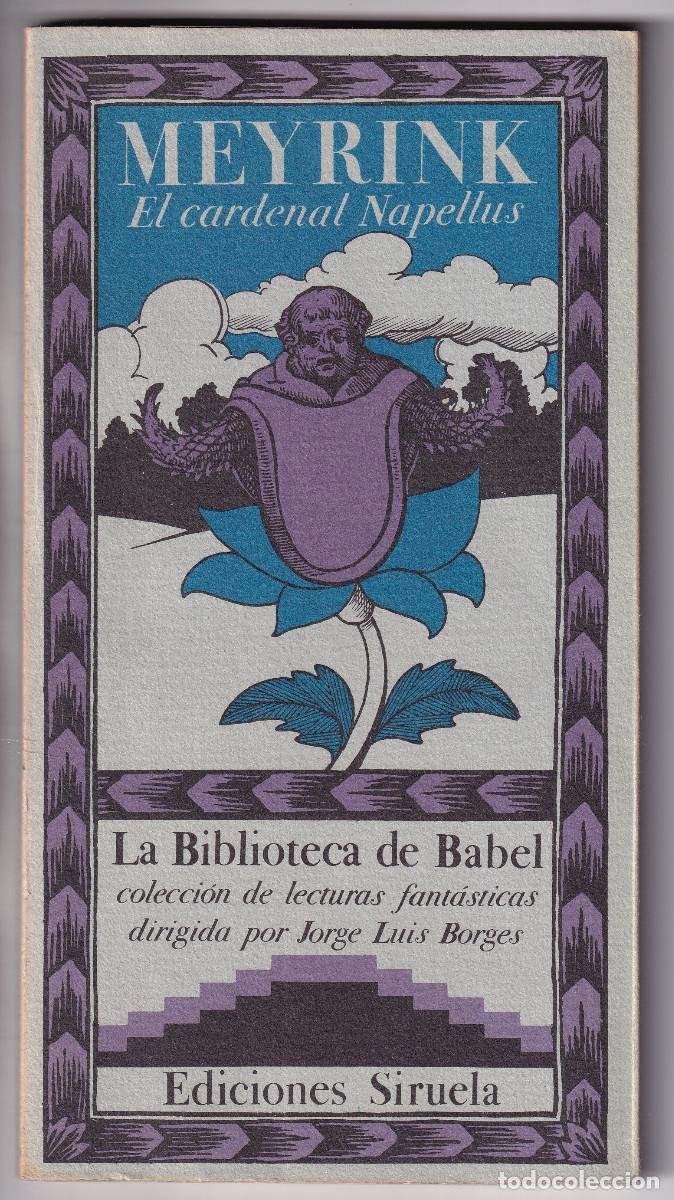 MEYRINK
El cardenal Napellus
La Biblioteca de Babel
colección de lecturas fantásticas
dirigida por Jorge Luis Borges
Ediciones Siruela
todocoleccion